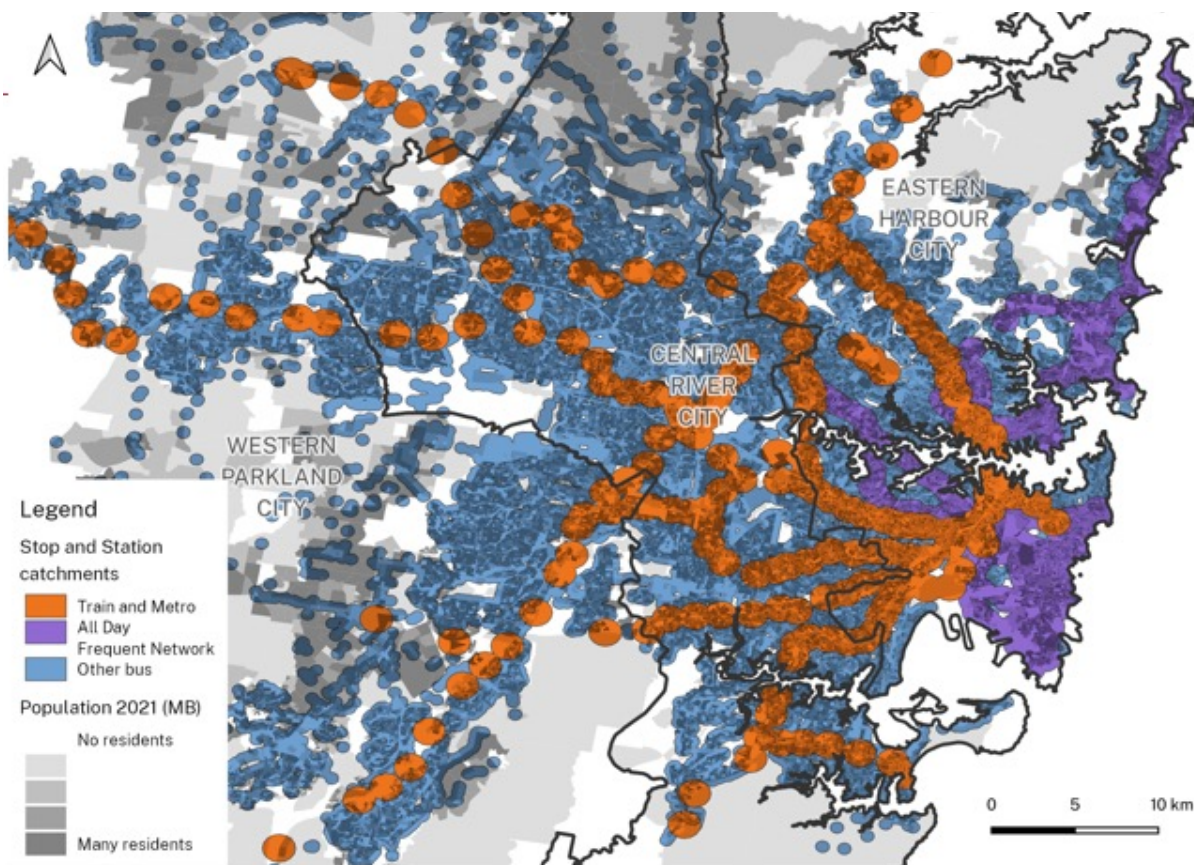 EASTERN
HARBOUR
CITY
CENTRAL
RIVER
CITY
WESTERN
PARKLAND
CITY
Legend
Stop and Station
catchments
Train and Metro
All Day
Frequent Network
Other bus
Population 2021 (MB)
No residents
Many residents
0 5 10 km